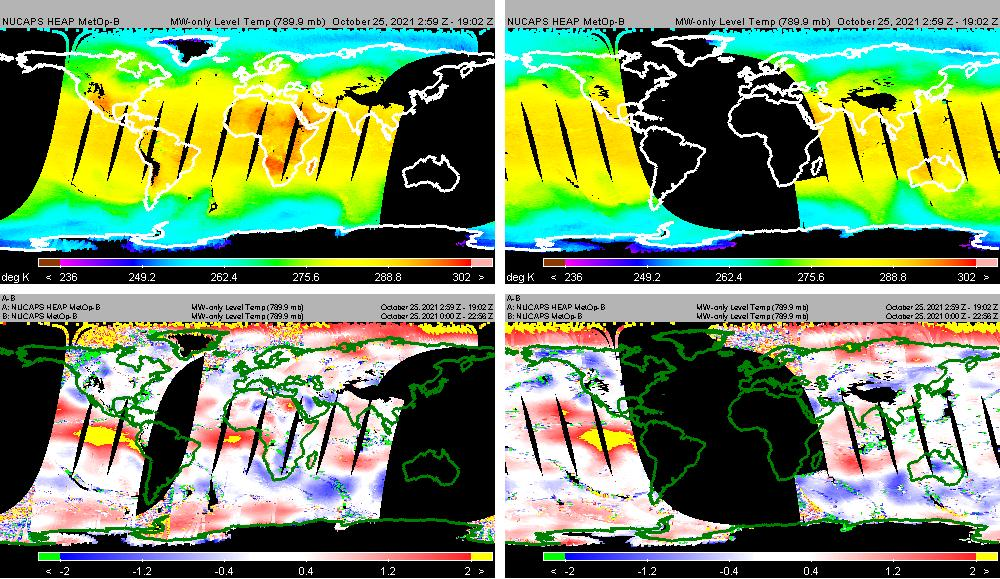 NUCAPS HEAP MetOp-B MW-only Level Temp (789.9 mb) October 25, 2021 2:59 Z - 19:02 Z
deg K < 236 249.2 262.4 275.6 288.8 302 >
NUCAPS HEAP MetOp-B MW-only Level Temp (789.9 mb) October 25, 2021 2:59 Z - 19:02 Z
deg K < 236 249.2 262.4 275.6 288.8 302 >
A-B
A: NUCAPS HEAP MetOp-B MW-only Level Temp (789.9 mb) October 25, 2021 2:59 Z - 19:02 Z
B: NUCAPS MetOp-B MW-only Level Temp (789.9 mb) October 25, 2021 0:00 Z - 22:56 Z
< -2 -1.2 -0.4 0.4 1.2 2 >
A-B
A: NUCAPS HEAP MetOp-B MW-only Level Temp (789.9 mb) October 25, 2021 2:59 Z - 19:02 Z
B: NUCAPS MetOp-B MW-only Level Temp (789.9 mb) October 25, 2021 0:00 Z - 22:56 Z
< -2 -1.2 -0.4 0.4 1.2 2 >